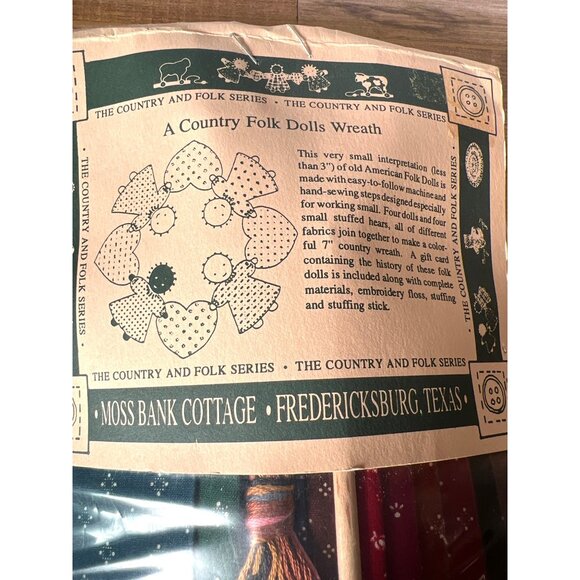 THE COUNTRY AND FOLK SERIES • THE COUNTRY AND FOLK SERIES
A Country Folk Dolls Wreath
This very small interpretation (less
than 3") of old American Folk Dolls is
made with easy-to-follow machine and
hand-sewing steps designed especially
for working small. Four dolls and four
small stuffed hears, all of different
fabrics join together to make a color-
ful 7" country wreath. A gift card
containing the history of these folk
dolls is included along with complete
materials, embroidery floss, stuffing
and stuffing stick.
• THE COUNTRY AND FOLK SERIES •
• THE COUNTRY AND FOLK SERIES •
THE COUNTRY AND FOLK SERIES • THE COUNTRY AND FOLK SERIES
• MOSS BANK COTTAGE • FREDERICKSBURG, TEXAS •